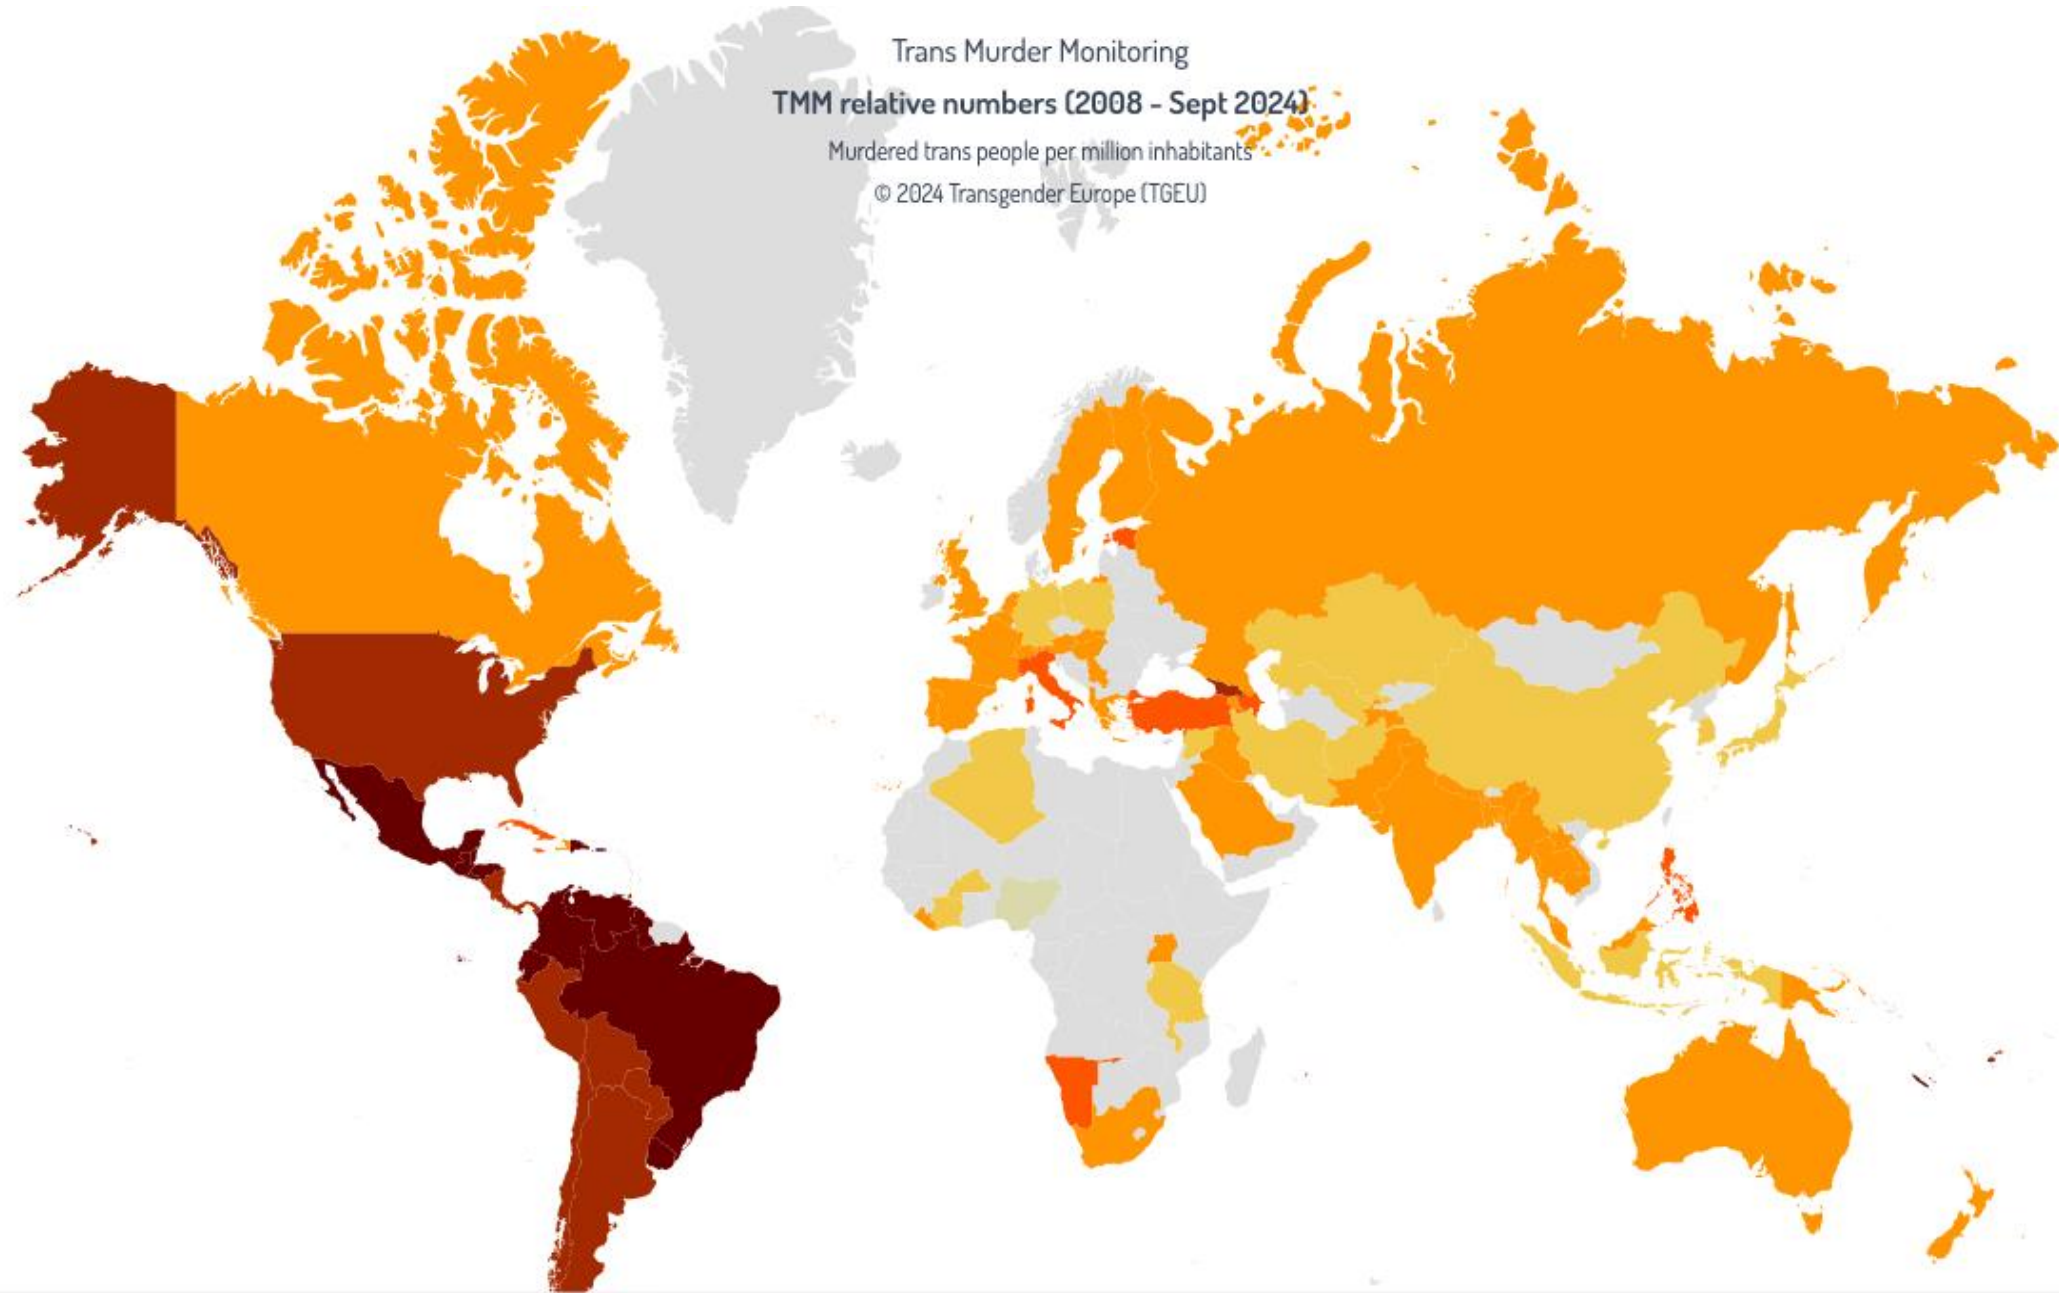 Trans Murder Monitoring
TMM relative numbers (2008 - Sept 2024)
Murdered trans people per million inhabitants
© 2024 Transgender Europe (TGEU)